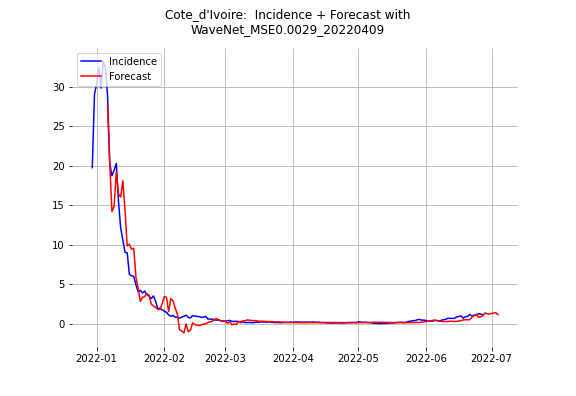 Cote_d'Ivoire:  Incidence + Forecast with
WaveNet_MSE0.0029_20220409
Incidence
Forecast
30
25
20
15
10
5
0
2022-01 2022-02 2022-03 2022-04 2022-05 2022-06 2022-07